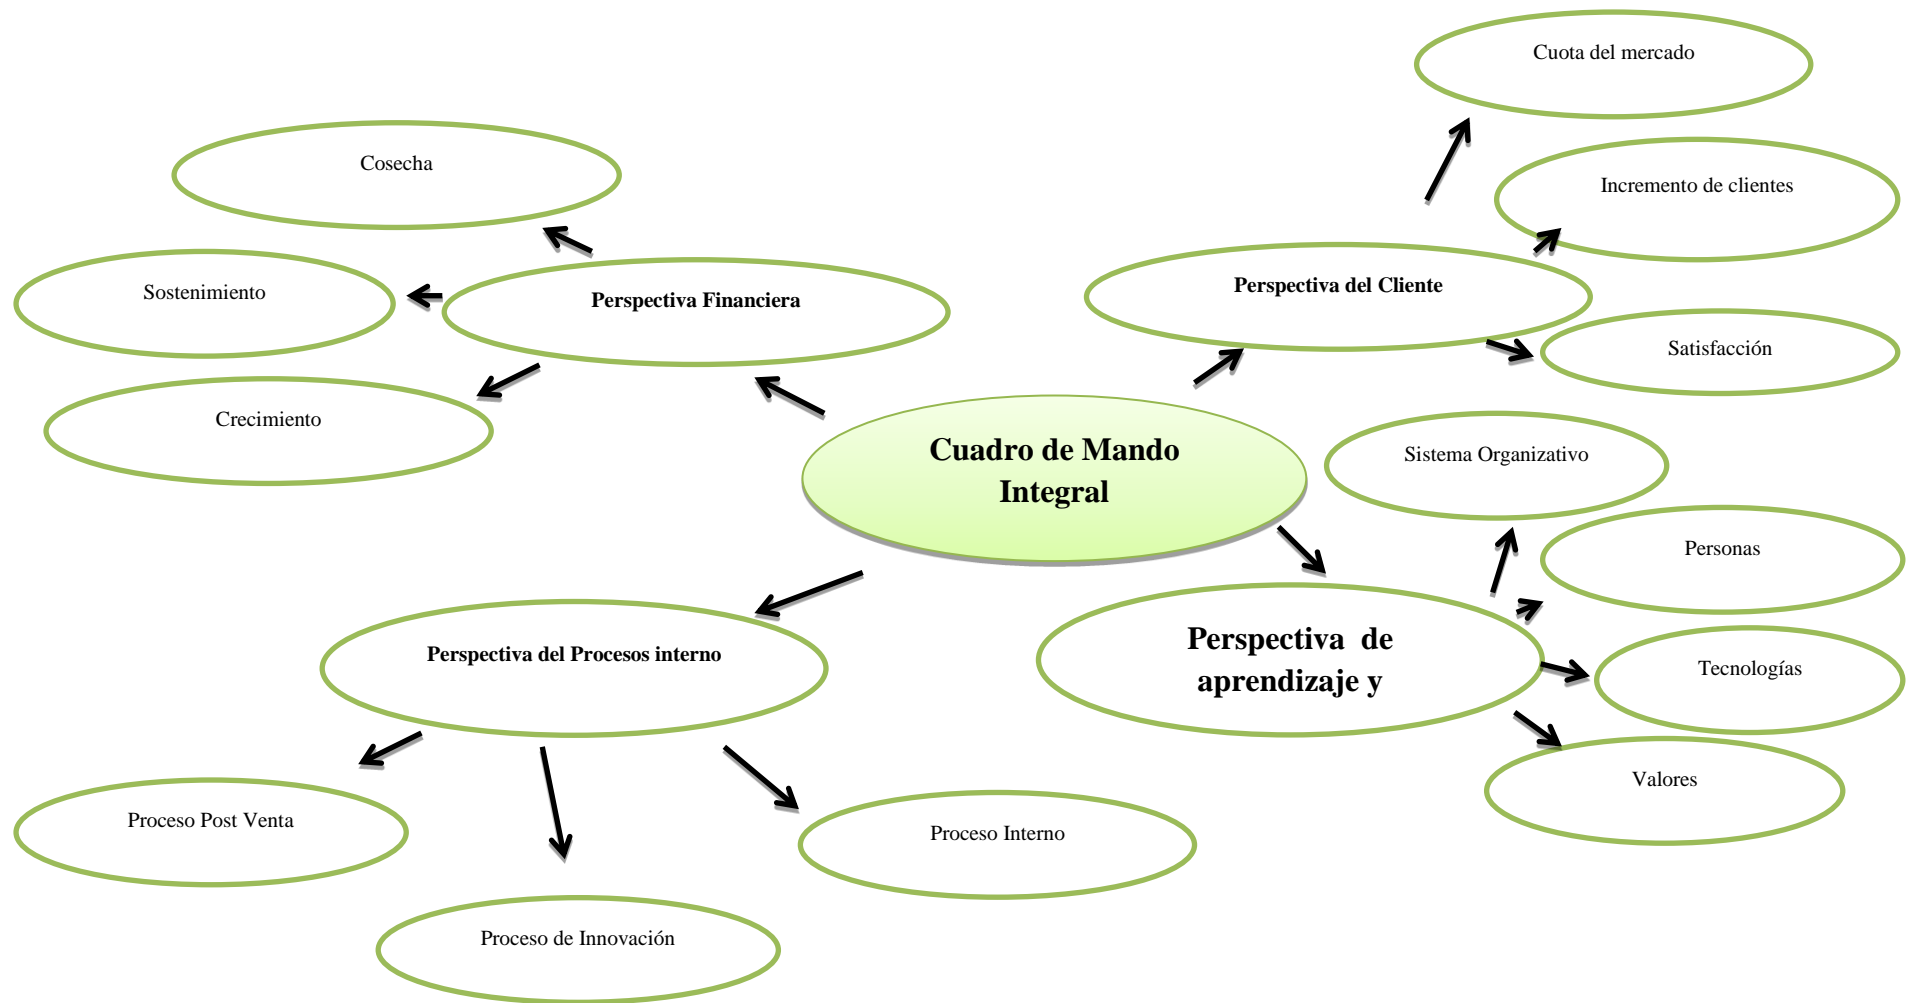 Cuota del mercado
Cosecha
Incremento de clientes
Sostenimiento
Perspectiva Financiera
Perspectiva del Cliente
Satisfacción
Crecimiento
Cuadro de Mando
Integral
Sistema Organizativo
Personas
Perspectiva de
aprendizaje y
Perspectiva del Procesos interno
Tecnologías
Valores
Proceso Post Venta
Proceso Interno
Proceso de Innovación